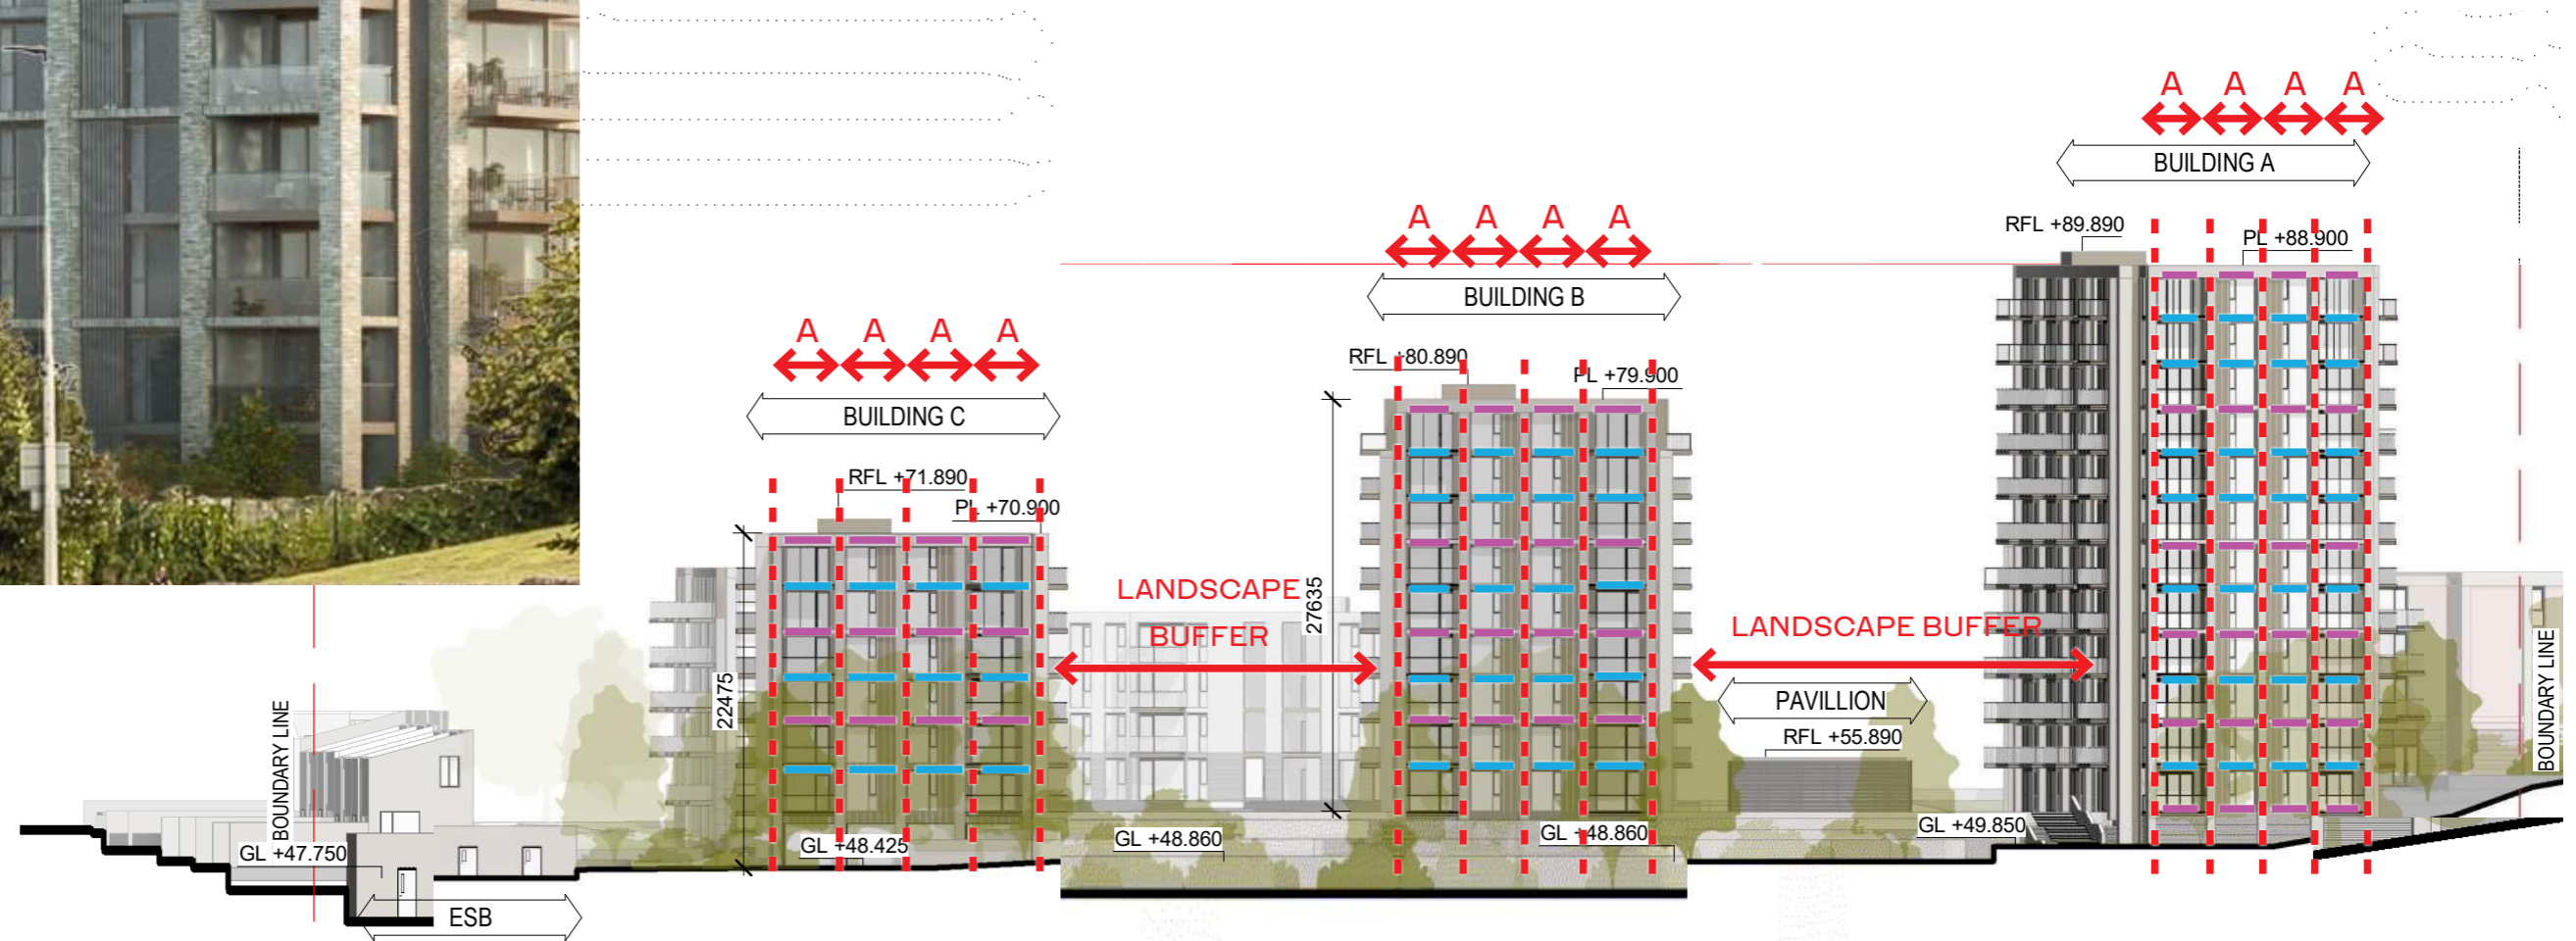 A A A A
BUILDING A
RFL +89.890
PL +88.900
A A A A
BUILDING B
RFL +80.890
PL +79.900
A A A A
BUILDING C
RFL +71.890
PL +70.900
LANDSCAPE
BUFFER
27635
LANDSCAPE BUFFER
22475
PAVILLION
RFL +55.890
BOUNDARY LINE
BOUNDARY LINE
GL +47.750
GL +48.425
GL +48.860
GL +48.860
GL +49.850
ESB